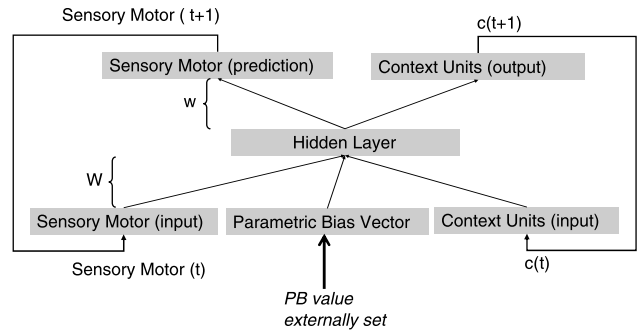 Sensory Motor ( t+1)
c(t+1)
Sensory Motor (prediction)
Context Units (output)
w
Hidden Layer
W
Sensory Motor (input)
Parametric Bias Vector
Context Units (input)
Sensory Motor (t)
c(t)
PB value
externally set